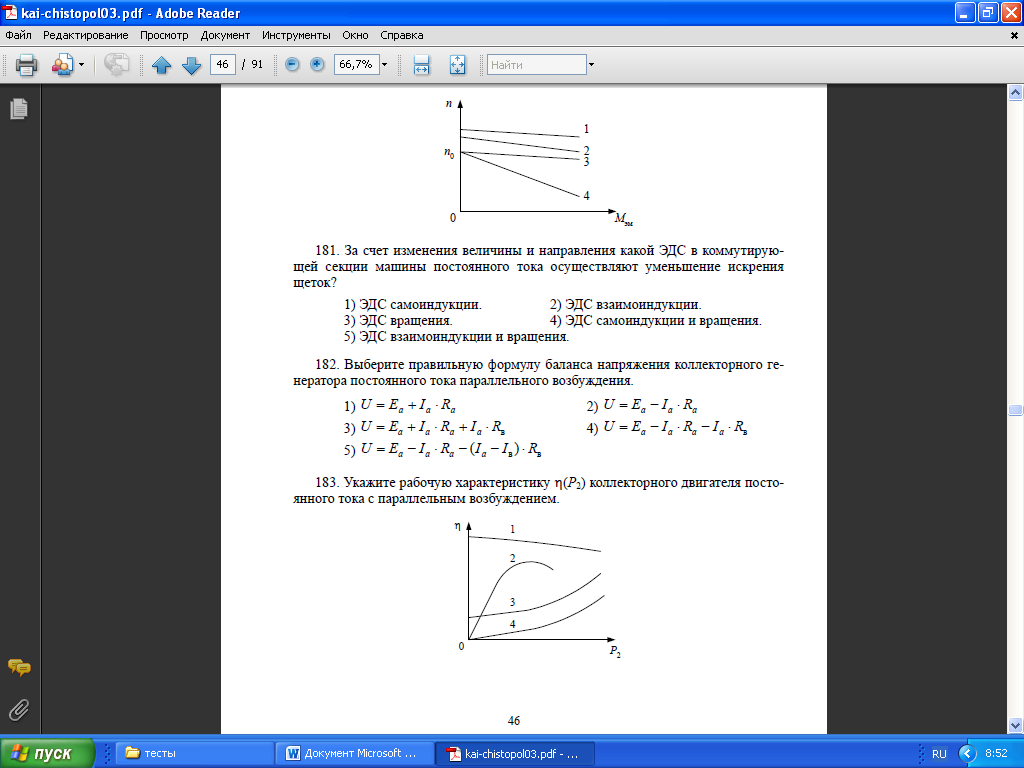 kai-chistopol03.pdf - Adobe Reader
Файл Редактирование Просмотр Документ Инструменты Окно Справка
46 / 91 66,7% Найти
n
1
2
n₀
3
4
0
Mэм
181. За счет изменения величины и направления какой ЭДС в коммутирую-
щей секции машины постоянного тока осуществляют уменьшение искрения
щеток?
1) ЭДС самоиндукции. 2) ЭДС взаимоиндукции.
3) ЭДС вращения. 4) ЭДС самоиндукции и вращения.
5) ЭДС взаимоиндукции и вращения.
182. Выберите правильную формулу баланса напряжения коллекторного ге-
нератора постоянного тока параллельного возбуждения.
1) U = Eₐ + Iₐ · Rₐ 2) U = Eₐ − Iₐ · Rₐ
3) U = Eₐ + Iₐ · Rₐ + Iₐ · Rв 4) U = Eₐ − Iₐ · Rₐ − Iₐ · Rв
5) U = Eₐ − Iₐ · Rₐ − (Iₐ − Iв) · Rв
183. Укажите рабочую характеристику η(P₂) коллекторного двигателя посто-
янного тока с параллельным возбуждением.
η
1
2
3
4
0
P₂
46
пуск тесты Документ Microsoft ... kai-chistopol03.pdf - ... RU 8:52